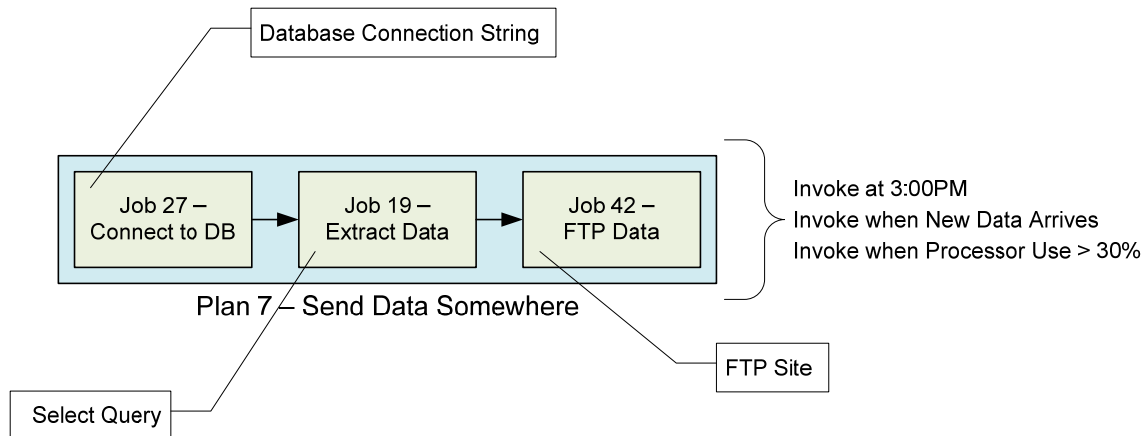 Database Connection String
Job 27 –
Connect to DB
Job 19 –
Extract Data
Job 42 –
FTP Data
Invoke at 3:00PM
Invoke when New Data Arrives
Invoke when Processor Use > 30%
Plan 7 – Send Data Somewhere
FTP Site
Select Query